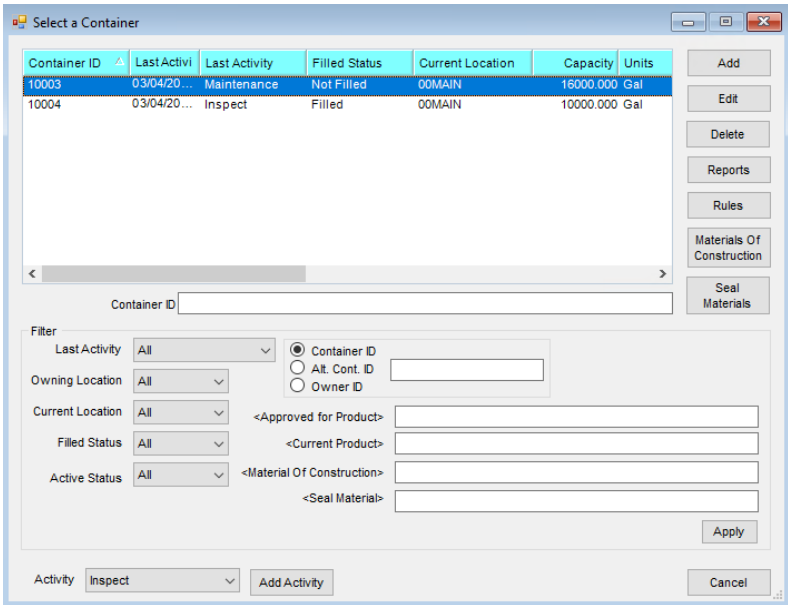 Select a Container
Container ID Last Activi Last Activity Filled Status Current Location Capacity Units
10003 03/04/20... Maintenance Not Filled 00MAIN 16000.000 Gal
10004 03/04/20... Inspect Filled 00MAIN 10000.000 Gal
Add
Edit
Delete
Reports
Rules
Materials Of
Construction
Seal
Materials
Container ID
Filter
Last Activity All
Owning Location All
Current Location All
Filled Status All
Active Status All
Container ID
Alt. Cont. ID
Owner ID
<Approved for Product>
<Current Product>
<Material Of Construction>
<Seal Material>
Apply
Activity Inspect Add Activity Cancel